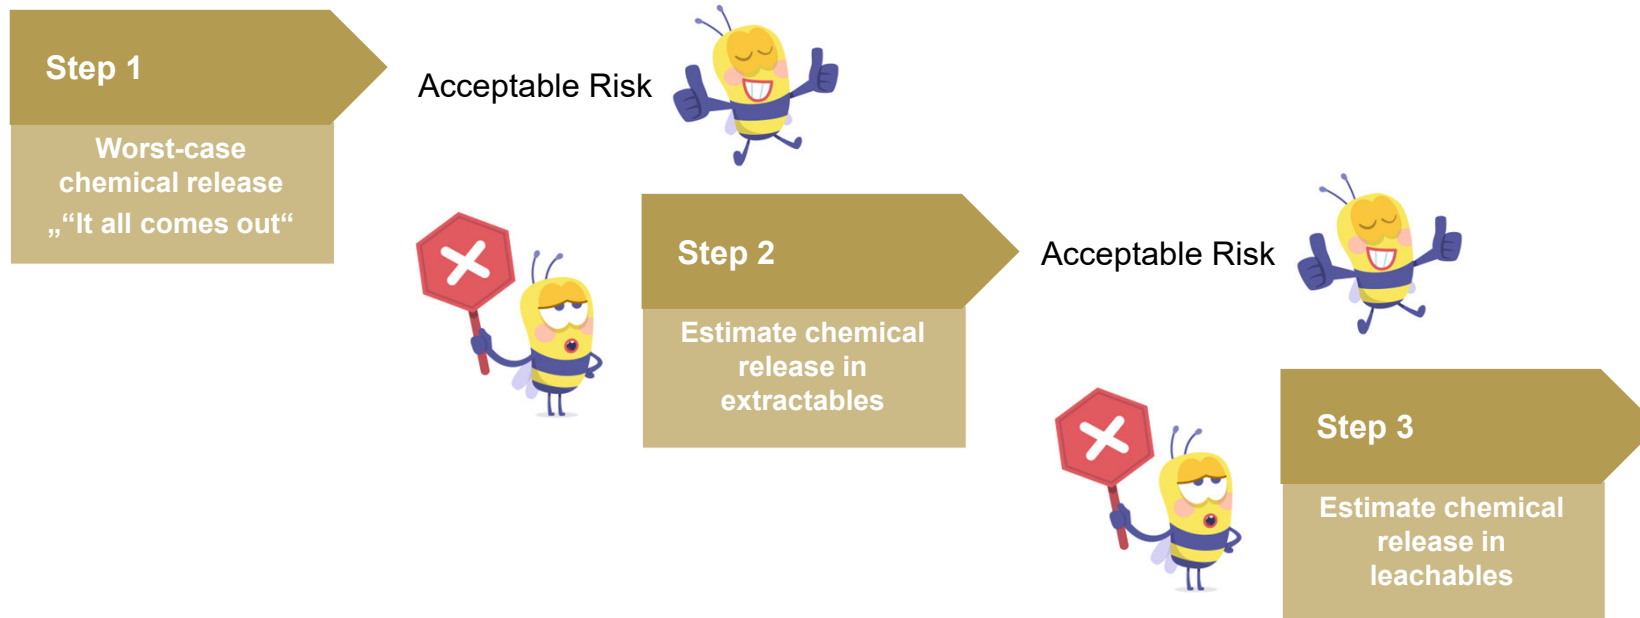 Step 1
Worst-case
chemical release
„“It all comes out“
Acceptable Risk
Step 2
Estimate chemical
release in
extractables
Acceptable Risk
Step 3
Estimate chemical
release in
leachables